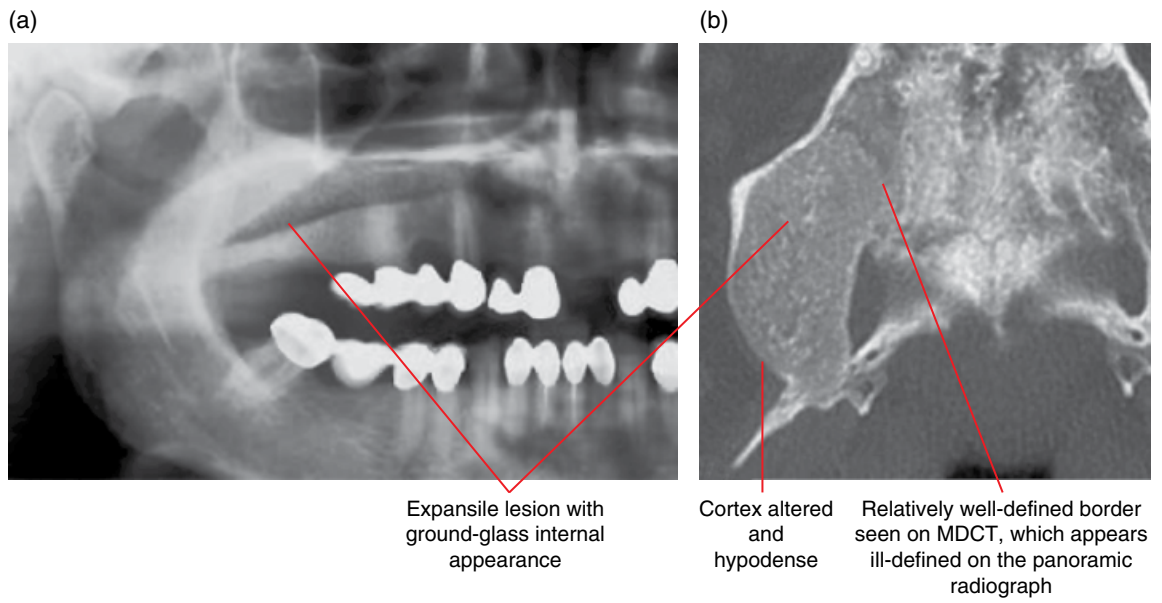 (a)
(b)
Expansile lesion with
ground-glass internal
appearance
Cortex altered
and
hypodense
Relatively well-defined border
seen on MDCT, which appears
ill-defined on the panoramic
radiograph